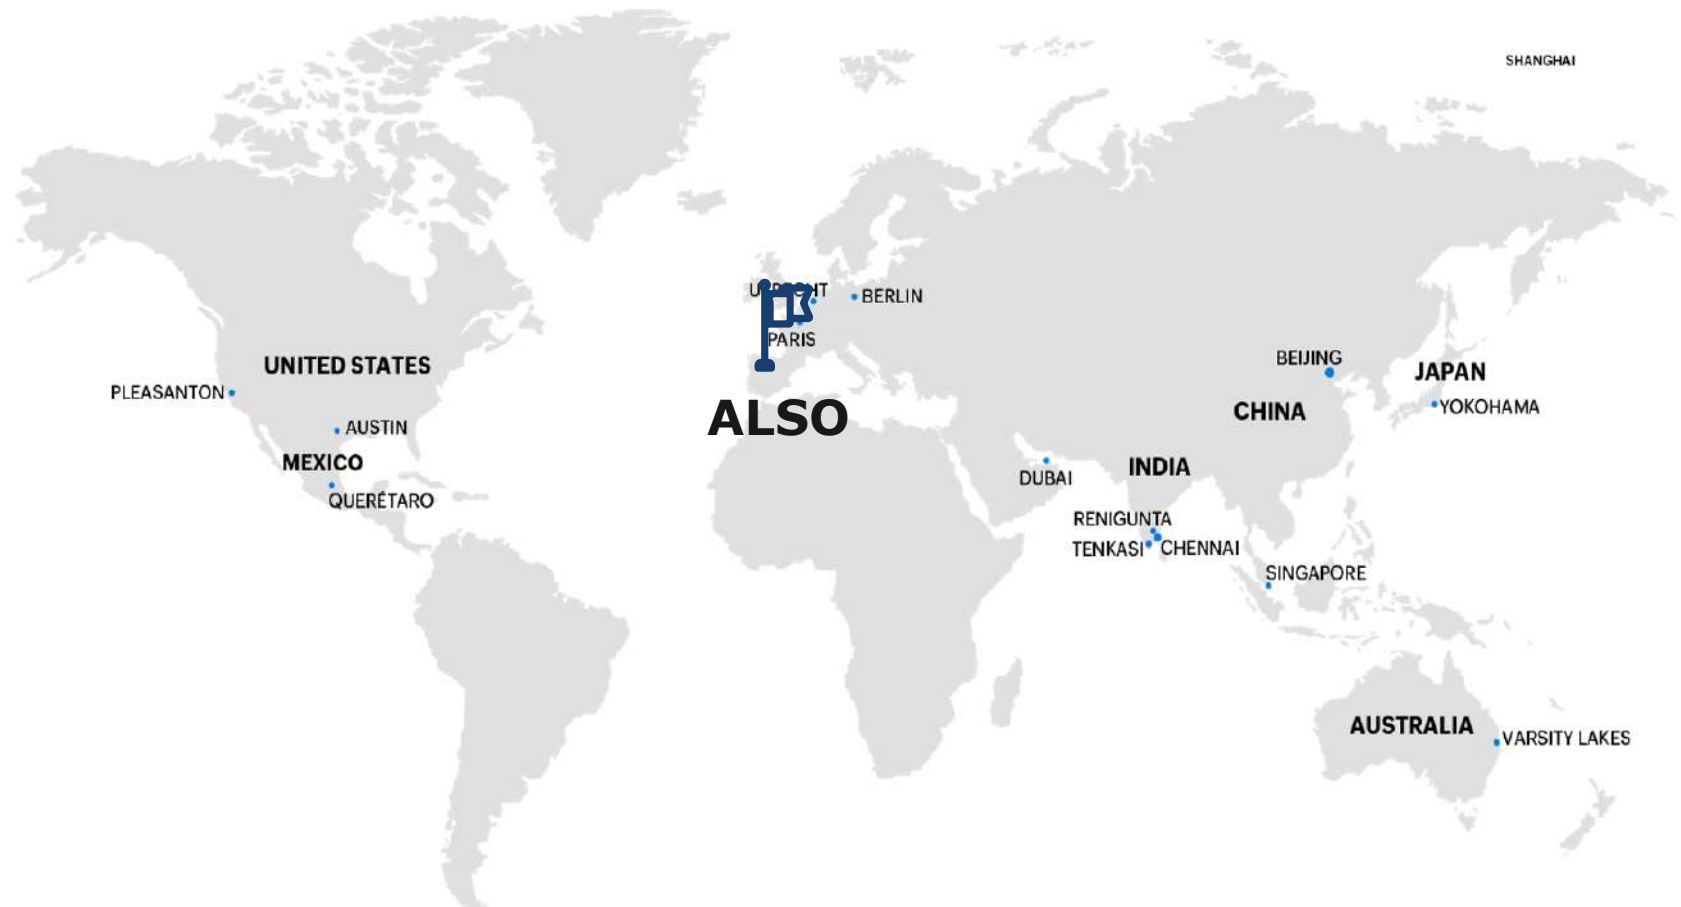 SHANGHAI
UTRECHT
BERLIN
PARIS
BEIJING
UNITED STATES
JAPAN
PLEASANTON
YOKOHAMA
CHINA
ALSO
AUSTIN
MEXICO
INDIA
DUBAI
QUERÉTARO
RENIGUNTA
TENKASI
CHENNAI
SINGAPORE
AUSTRALIA
VARSITY LAKES